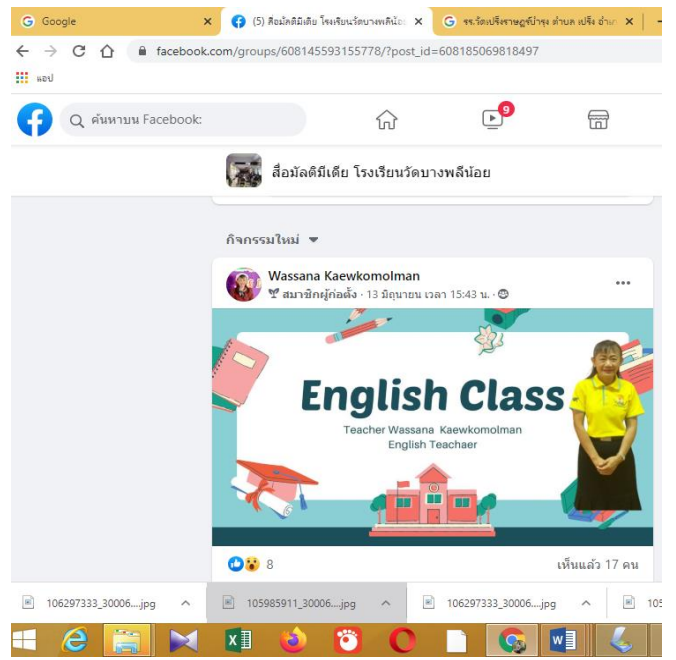 Google
(5) สื่อมัลติมีเดีย โรงเรียนวัดบางพลีน้อย
รร.วัดเปร็งราษฎร์บำรุง ตำบล เปร็ง อำเภ
facebook.com/groups/608145593155778/?post_id=608185069818497
แอป
ค้นหาบน Facebook
9
สื่อมัลติมีเดีย โรงเรียนวัดบางพลีน้อย
กิจกรรมใหม่
Wassana Kaewkomolman
สมาชิกผู้ก่อตั้ง · 13 มิถุนายน เวลา 15:43 น. ·
English Class
Teacher Wassana Kaewkomolman
English Teachaer
8
เห็นแล้ว 17 คน
106297333_30006....jpg
105985911_30006....jpg
106297333_30006....jpg
105